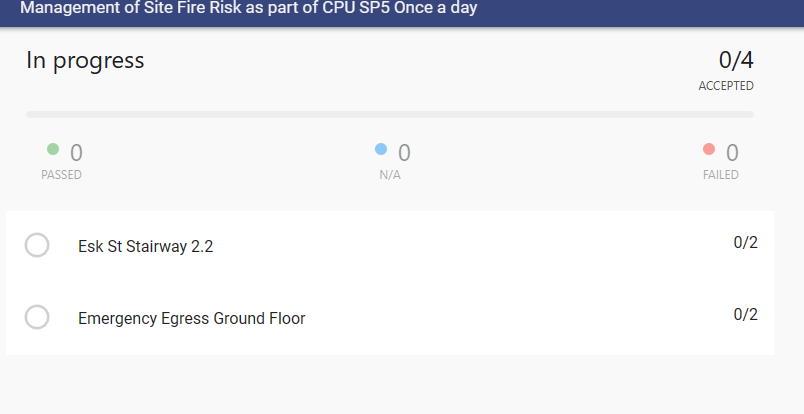 Management of Site Fire Risk as part of CPU SP5 Once a day
In progress
0/4
ACCEPTED
0
PASSED
0
N/A
0
FAILED
Esk St Stairway 2.2
0/2
Emergency Egress Ground Floor
0/2